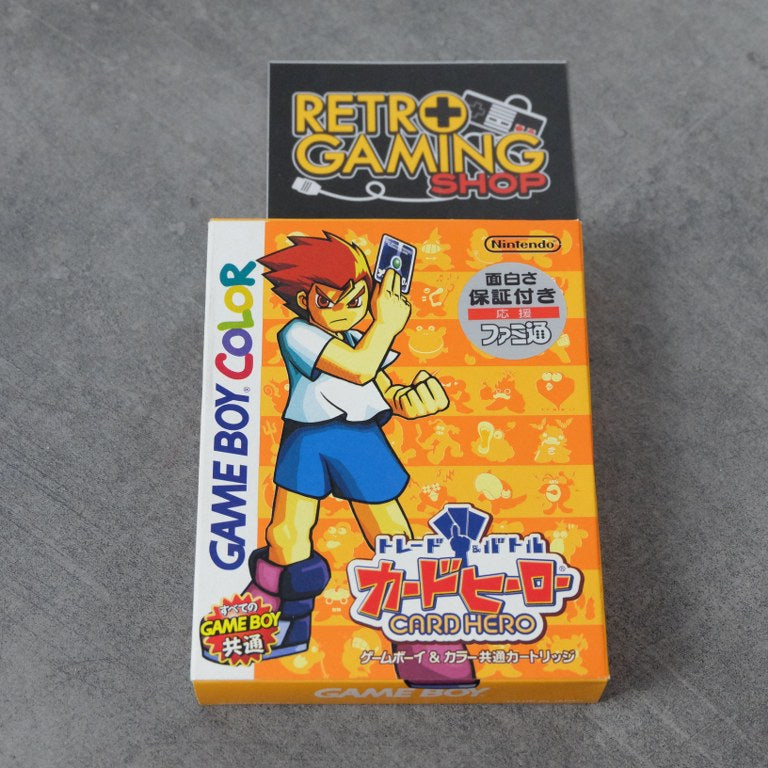 RETRO
GAMING
SHOP
Nintendo
面白さ
保証付き
応援
ファミ通
GAME BOY COLOR
トレード&バトル
カードヒーロー
CARD HERO
すべての
GAME BOY
共通
ゲームボーイ & カラー共通カートリッジ
GAME BOY